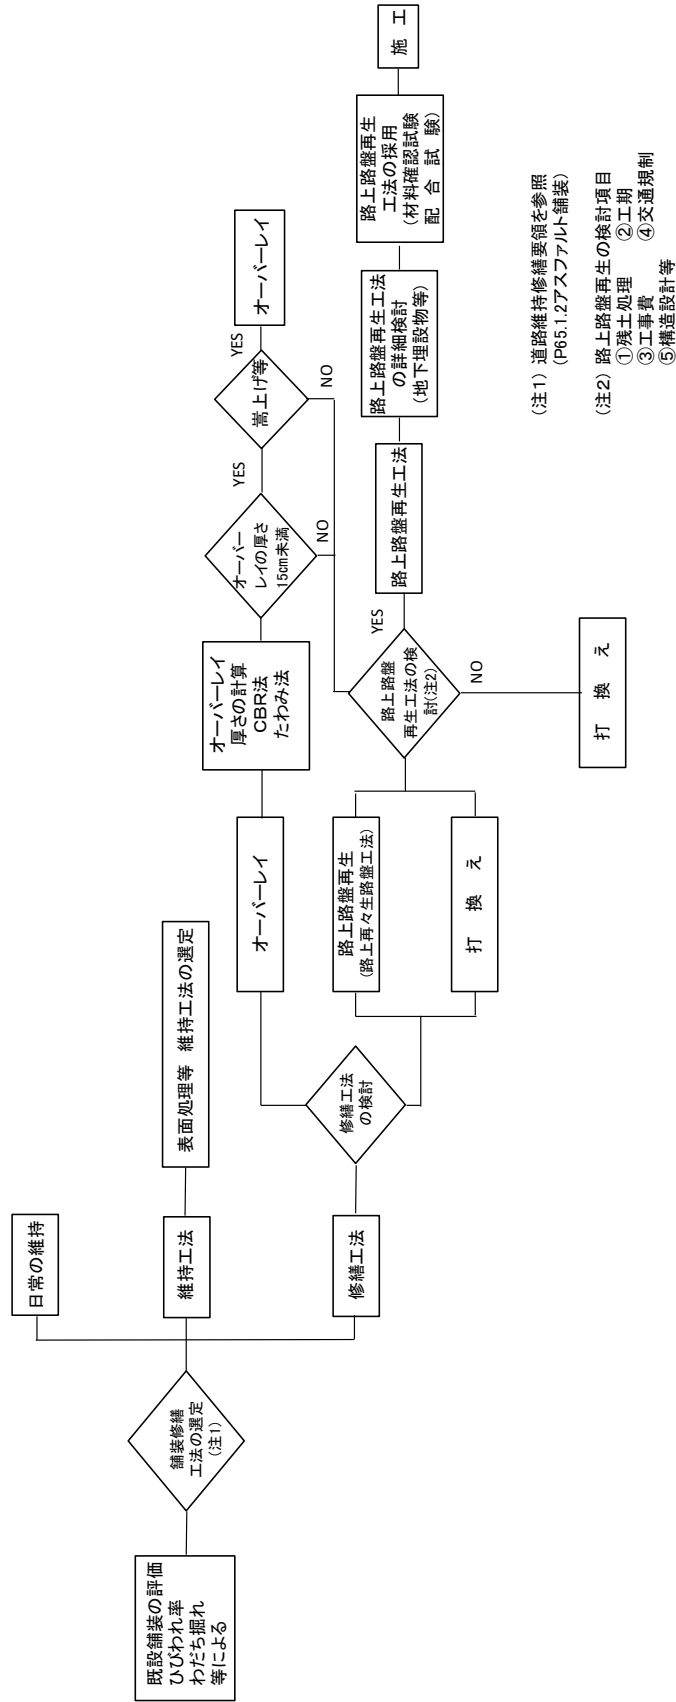 既設舗装の評価
ひびわれ率
わだち掘れ
等による
舗装修繕
工法の選定
(注1)
日常の維持
維持工法
修繕工法
表面処理等 維持工法の選定
修繕工法
の検討
オーバーレイ
路上路盤再生
(路上再々生路盤工法)
打 換 え
オーバーレイ
厚さの計算
CBR法
たわみ法
オーバー
レイの厚さ
15cm未満
YES
NO
嵩上げ等
YES
NO
オーバーレイ
路上路盤
再生工法の検
討(注2)
YES
NO
打 換 え
路上路盤再生工法
路上路盤再生工法
の詳細検討
(地下埋設物等)
路上路盤再生
工法の採用
(材料確認試験
配 合 試 験)
施 工
(注1) 道路維持修繕要領を参照
(P65.1.2アスファルト舗装)
(注2) 路上路盤再生の検討項目
①残土処理 ②工期
③工事費 ④交通規制
⑤構造設計等